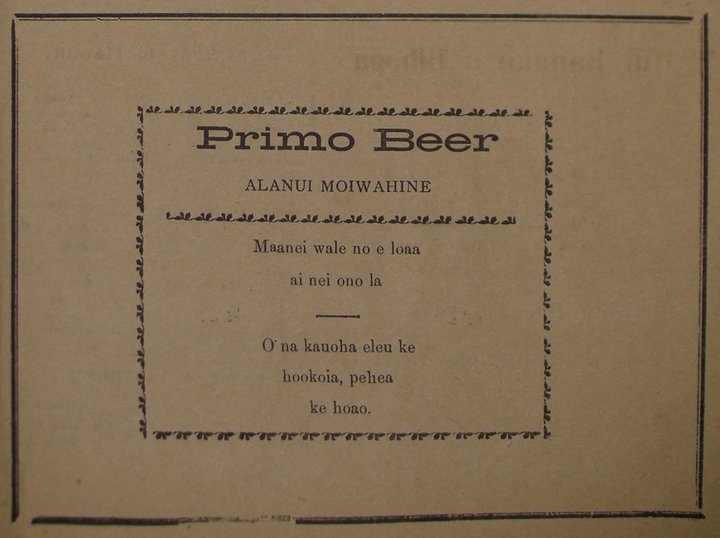 Primo Beer
ALANUI MOIWAHINE
Maanei wale no e loaa
ai nei ono la
O na kauoha eleu ke
hookoia, pehea
ke hoao.